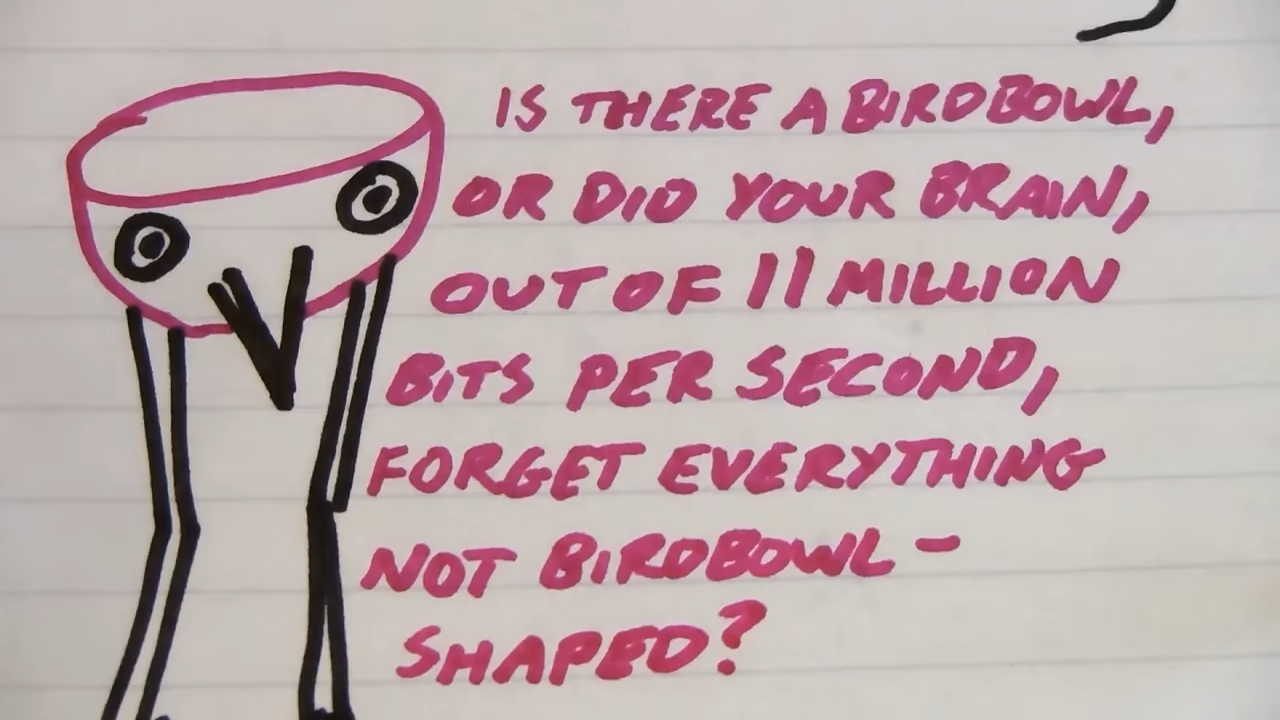 IS THERE A BIRDBOWL,
OR DID YOUR BRAIN,
OUT OF 11 MILLION
BITS PER SECOND,
FORGET EVERYTHING
NOT BIRDBOWL-
SHAPED?